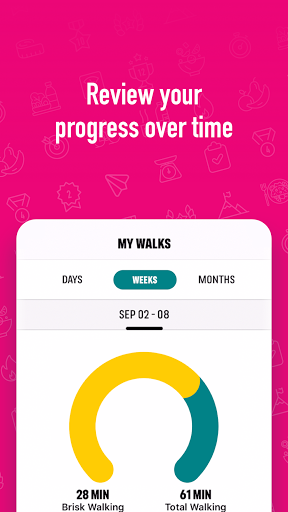 Review your
progress over time
MY WALKS
DAYS WEEKS MONTHS
SEP 02 - 08
28 MIN 61 MIN
Brisk Walking Total Walking